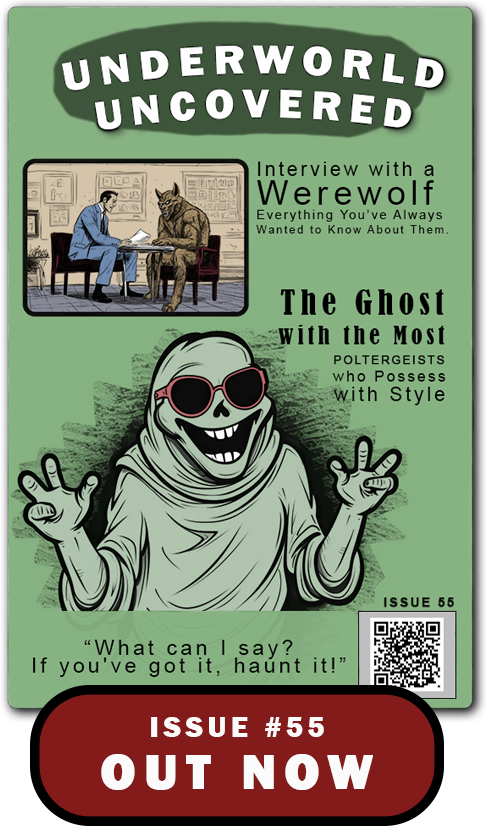 UNDERWORLD
UNCOVERED
Interview with a
Werewolf
Everything You've Always
Wanted to Know About Them.
The Ghost
with the Most
POLTERGEISTS
who Possess
with Style
ISSUE 55
“What can I say?
If you've got it, haunt it!”
ISSUE #55
OUT NOW